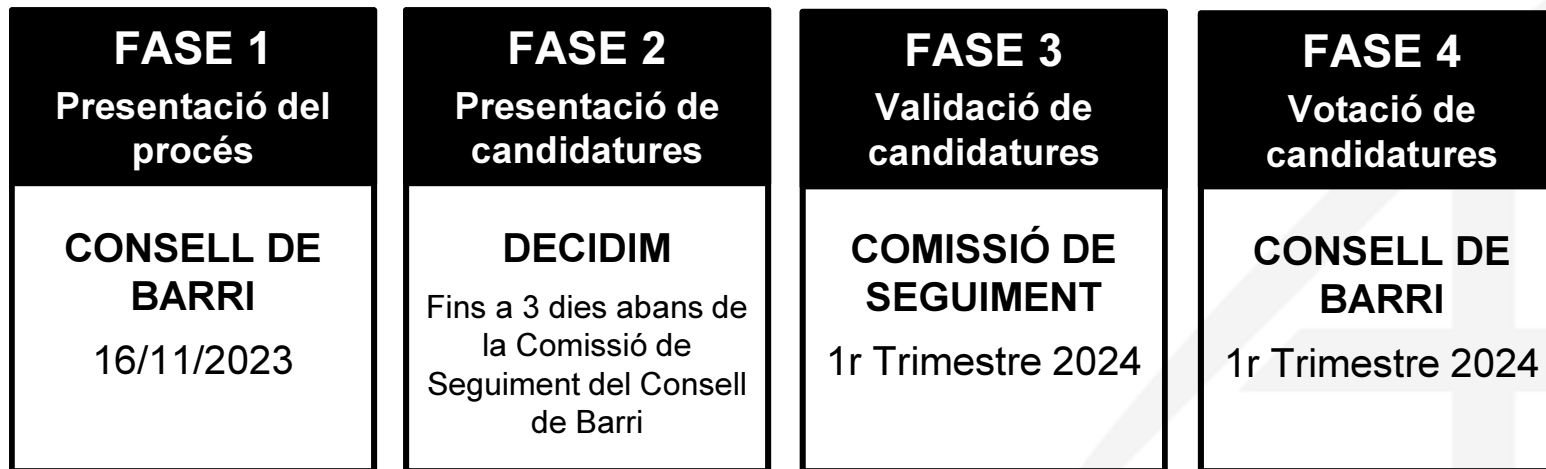 FASE 1
Presentació del
procés
CONSELL DE
BARRI
16/11/2023
FASE 2
Presentació de
candidatures
DECIDIM
Fins a 3 dies abans de
la Comissió de
Seguiment del Consell
de Barri
FASE 3
Validació de
candidatures
COMISSIÓ DE
SEGUIMENT
1r Trimestre 2024
FASE 4
Votació de
candidatures
CONSELL DE
BARRI
1r Trimestre 2024